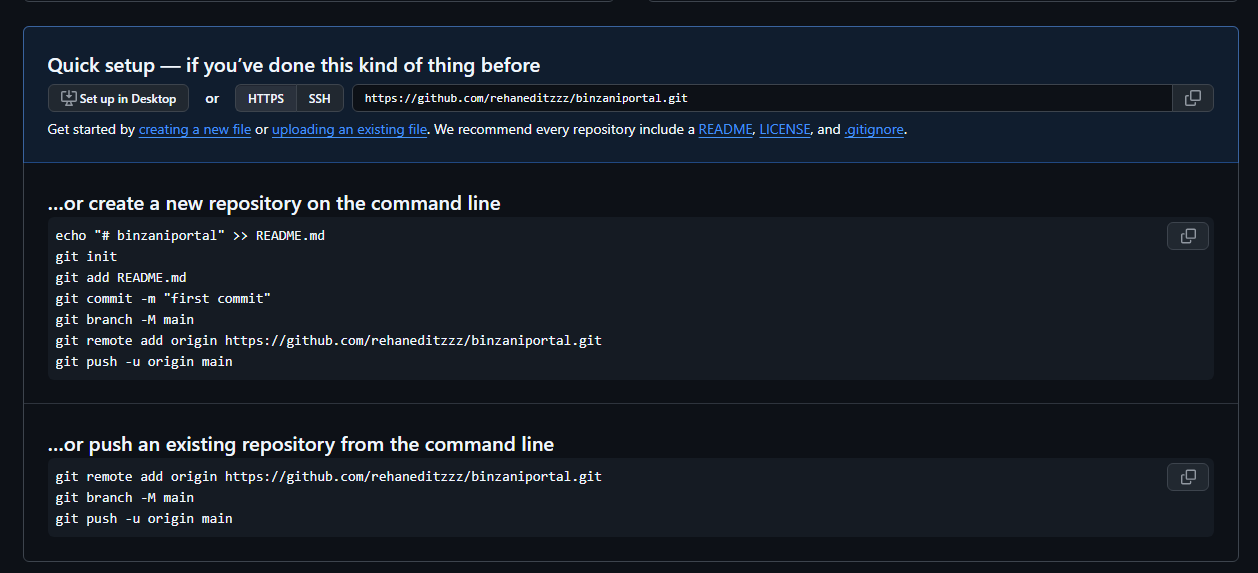 Quick setup — if you’ve done this kind of thing before
Set up in Desktop or HTTPS SSH https://github.com/rehaneditzzz/binzaniportal.git
Get started by creating a new file or uploading an existing file. We recommend every repository include a README, LICENSE, and .gitignore.
…or create a new repository on the command line
echo "# binzaniportal" >> README.md
git init
git add README.md
git commit -m "first commit"
git branch -M main
git remote add origin https://github.com/rehaneditzzz/binzaniportal.git
git push -u origin main
…or push an existing repository from the command line
git remote add origin https://github.com/rehaneditzzz/binzaniportal.git
git branch -M main
git push -u origin main